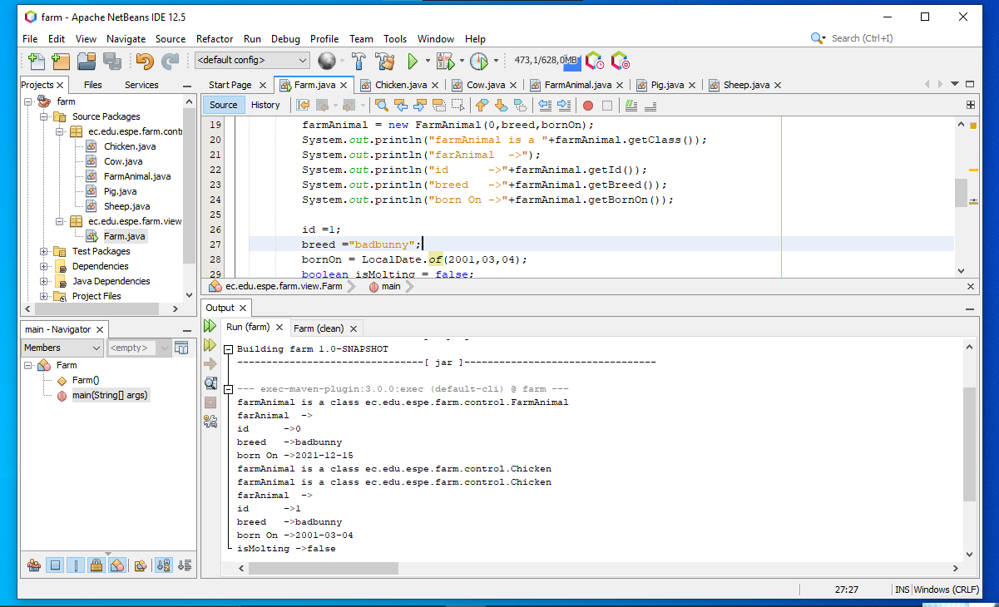 farm - Apache NetBeans IDE 12.5
File Edit View Navigate Source Refactor Run Debug Profile Team Tools Window Help
Search (Ctrl+I)
<default config>
473,1/628,0MB
Projects Files Services
Start Page Farm.java Chicken.java Cow.java FarmAnimal.java Pig.java Sheep.java
farm
Source Packages
ec.edu.espe.farm.cont
Chicken.java
Cow.java
FarmAnimal.java
Pig.java
Sheep.java
ec.edu.espe.farm.view
Farm.java
Test Packages
Dependencies
Java Dependencies
Project Files
Source History
19 farmAnimal = new FarmAnimal(0,breed,bornOn);
20 System.out.println("farmAnimal is a "+farmAnimal.getClass());
21 System.out.println("farAnimal  ->");
22 System.out.println("id      ->"+farmAnimal.getId());
23 System.out.println("breed   ->"+farmAnimal.getBreed());
24 System.out.println("born On ->"+farmAnimal.getBornOn());
25
26 id =1;
27 breed ="badbunny";
28 bornOn = LocalDate.of(2001,03,04);
29 boolean isMolting = false;
ec.edu.espe.farm.view.Farm main
main - Navigator
Members <empty>
Farm
Farm()
main(String[] args)
Output
Run (farm) Farm (clean)
Building farm 1.0-SNAPSHOT
--------------------------------[ jar ]---------------------------------
--- exec-maven-plugin:3.0.0:exec (default-cli) @ farm ---
farmAnimal is a class ec.edu.espe.farm.control.FarmAnimal
farAnimal  ->
id      ->0
breed   ->badbunny
born On ->2021-12-15
farmAnimal is a class ec.edu.espe.farm.control.Chicken
farmAnimal is a class ec.edu.espe.farm.control.Chicken
farAnimal  ->
id      ->1
breed   ->badbunny
born On ->2001-03-04
isMolting ->false
27:27 INS Windows (CRLF)